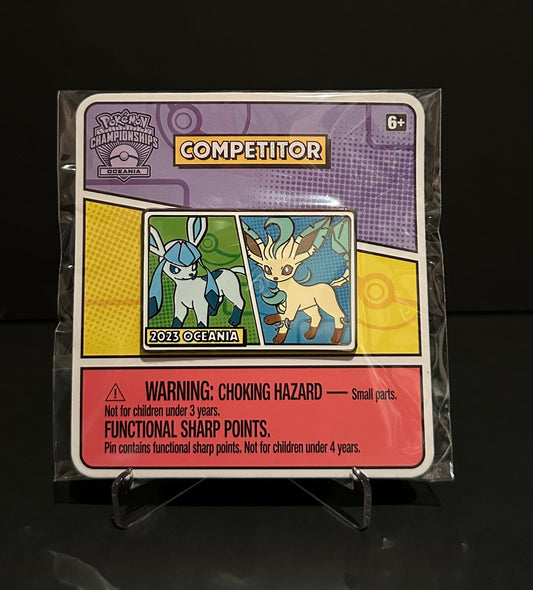 Pokémon
CHAMPIONSHIPS
OCEANIA
6+
COMPETITOR
2023 OCEANIA
WARNING: CHOKING HAZARD — Small parts.
Not for children under 3 years.
FUNCTIONAL SHARP POINTS.
Pin contains functional sharp points. Not for children under 4 years.